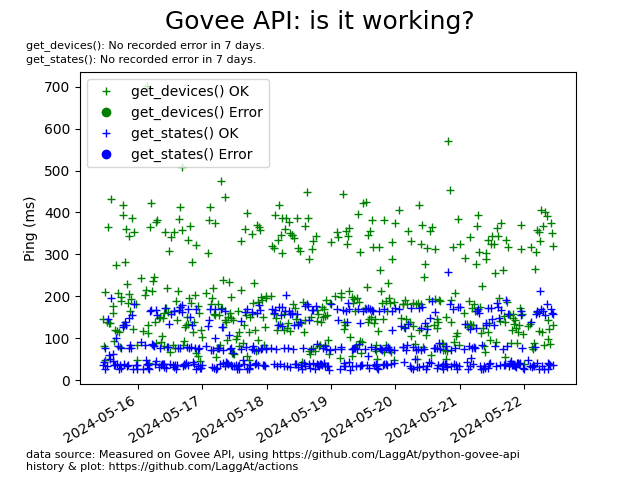 Govee API: is it working?
get_devices(): No recorded error in 7 days.
get_states(): No recorded error in 7 days.
get_devices() OK
get_devices() Error
get_states() OK
get_states() Error
Ping (ms)
700
600
500
400
300
200
100
0
2024-05-16
2024-05-17
2024-05-18
2024-05-19
2024-05-20
2024-05-21
2024-05-22
data source: Measured on Govee API, using https://github.com/LaggAt/python-govee-api
history & plot: https://github.com/LaggAt/actions